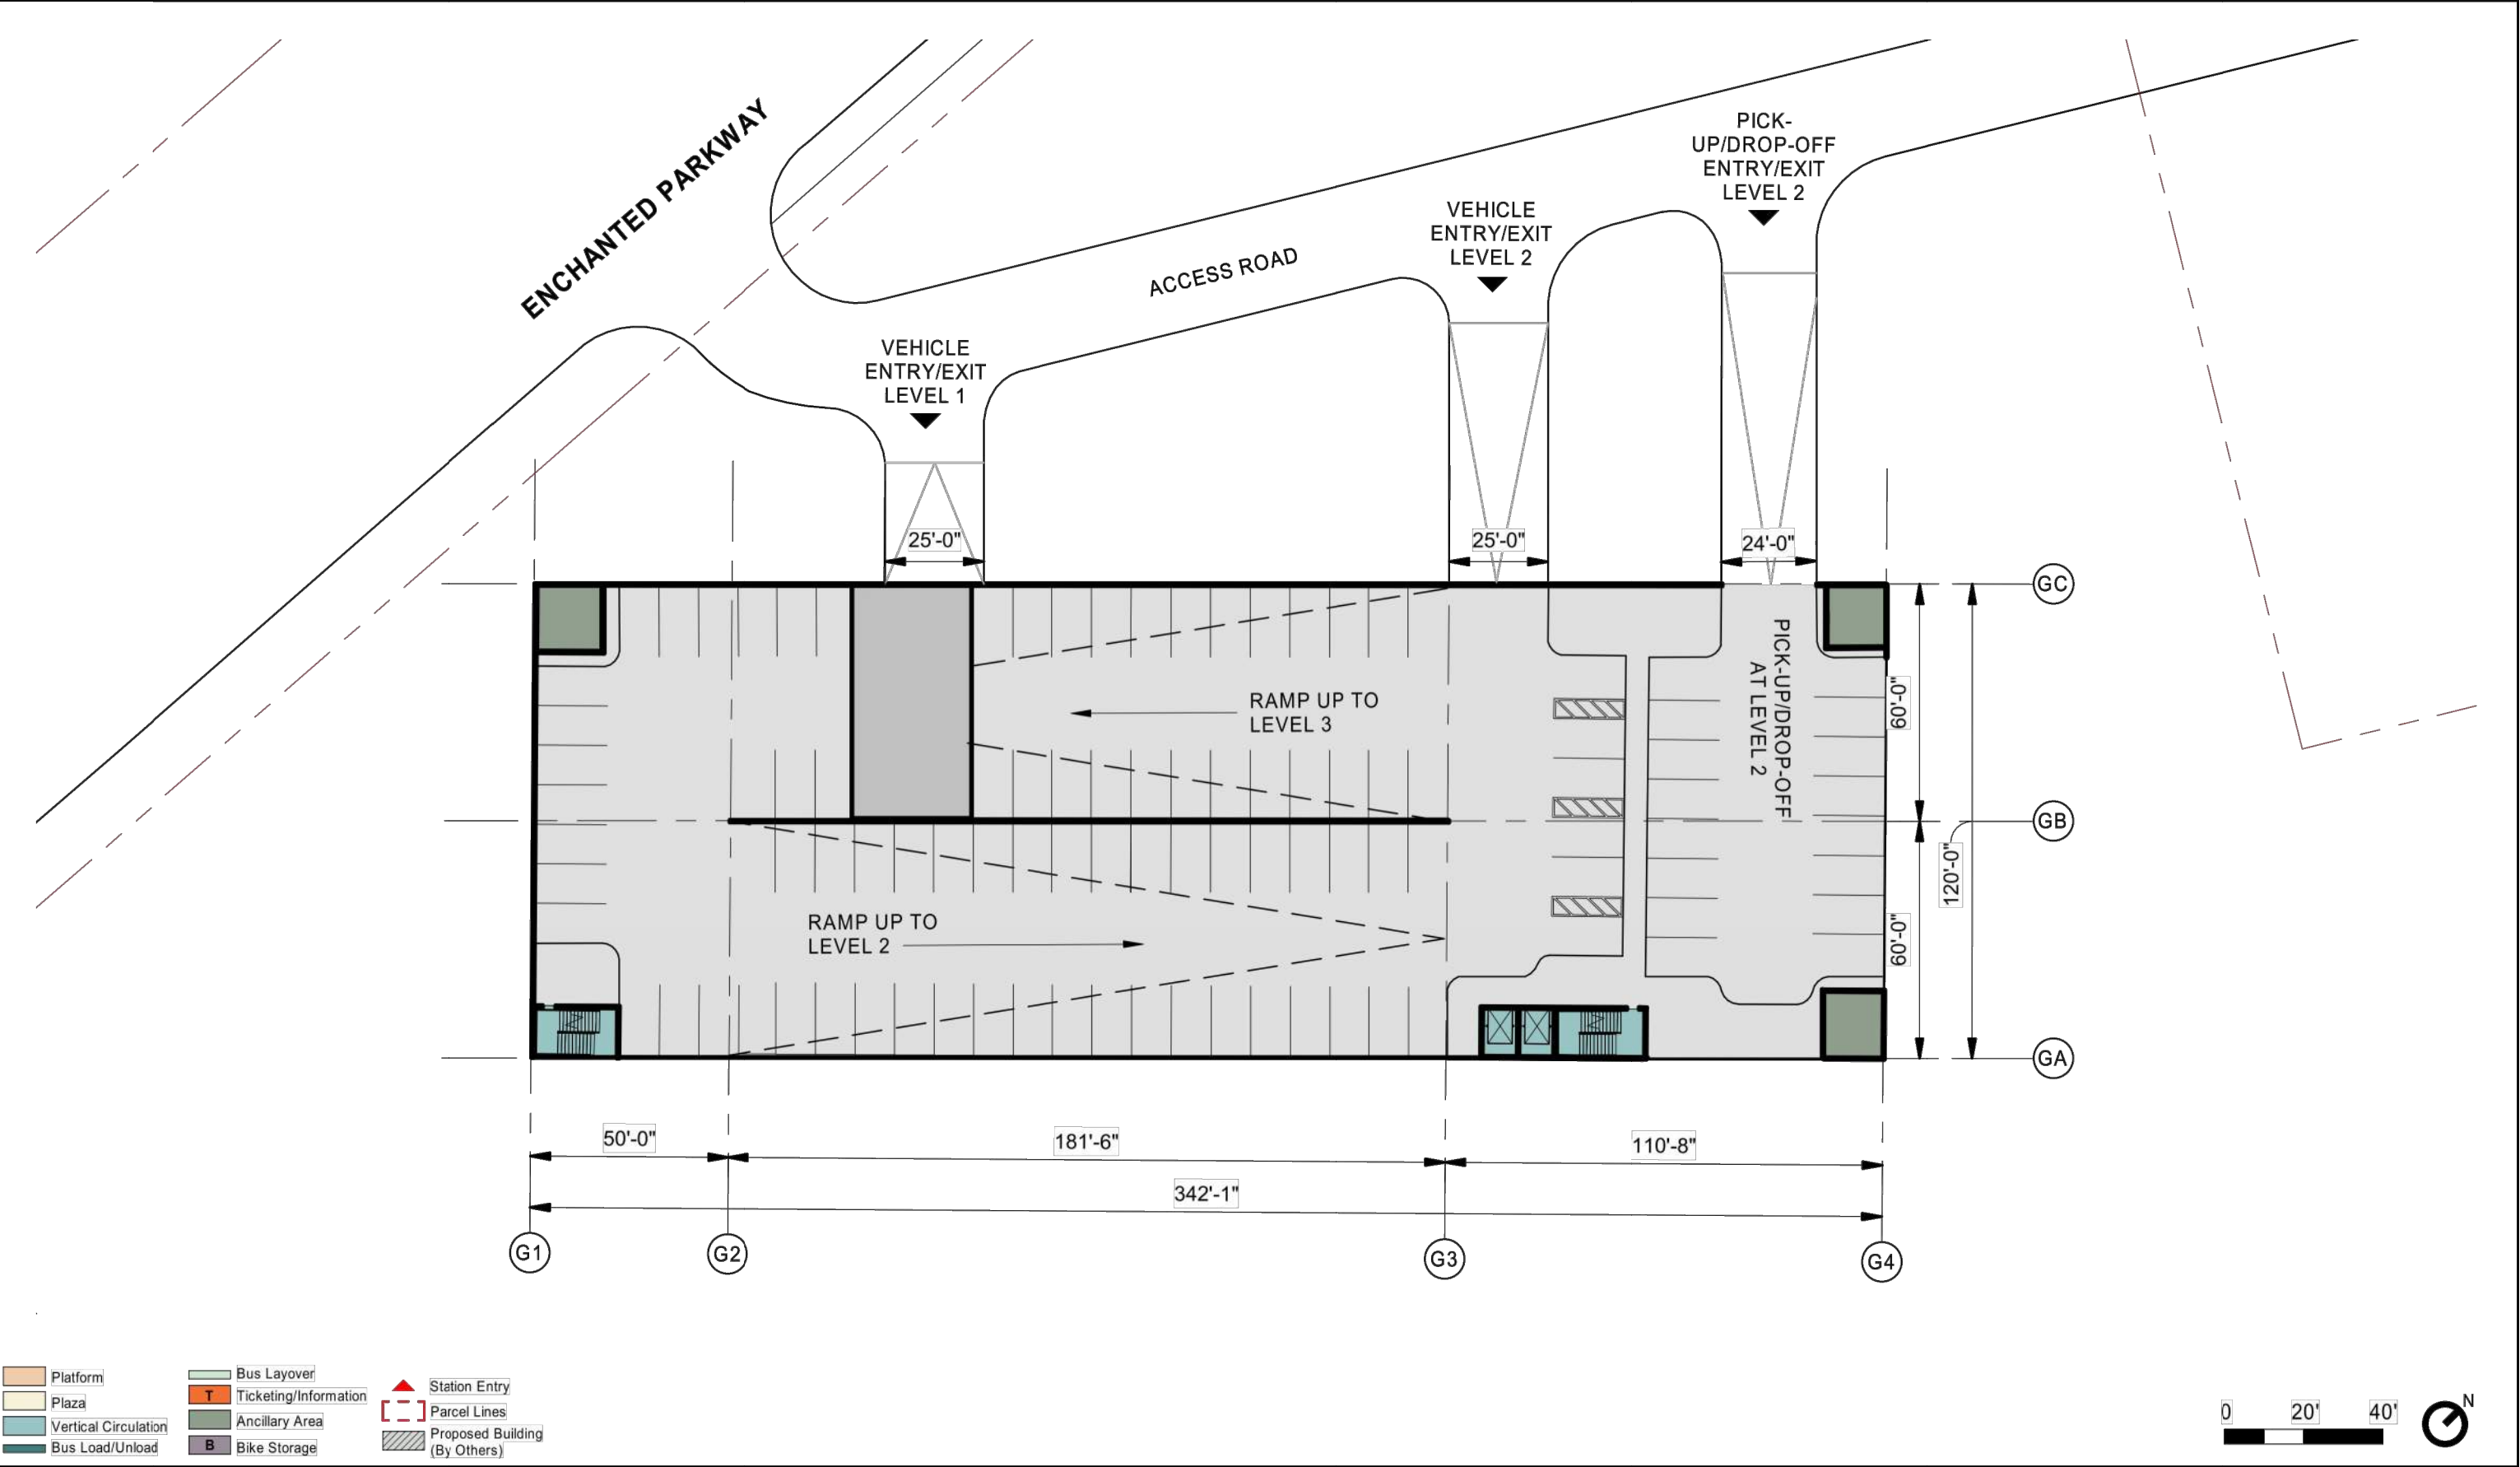 PICK-
UP/DROP-OFF
ENTRY/EXIT
LEVEL 2
ENCHANTED PARKWAY
VEHICLE
ENTRY/EXIT
LEVEL 2
ACCESS ROAD
VEHICLE
ENTRY/EXIT
LEVEL 1
25'-0"
25'-0"
24'-0"
GC
PICK-UP/DROP-OFF
AT LEVEL 2
60'-0"
RAMP UP TO
LEVEL 3
GB
120'-0"
RAMP UP TO
LEVEL 2
60'-0"
GA
50'-0"
181'-6"
110'-8"
342'-1"
G1
G2
G3
G4
Platform
Plaza
Vertical Circulation
Bus Load/Unload
Bus Layover
T Ticketing/Information
Ancillary Area
B Bike Storage
Station Entry
Parcel Lines
Proposed Building
(By Others)
0 20' 40'
N